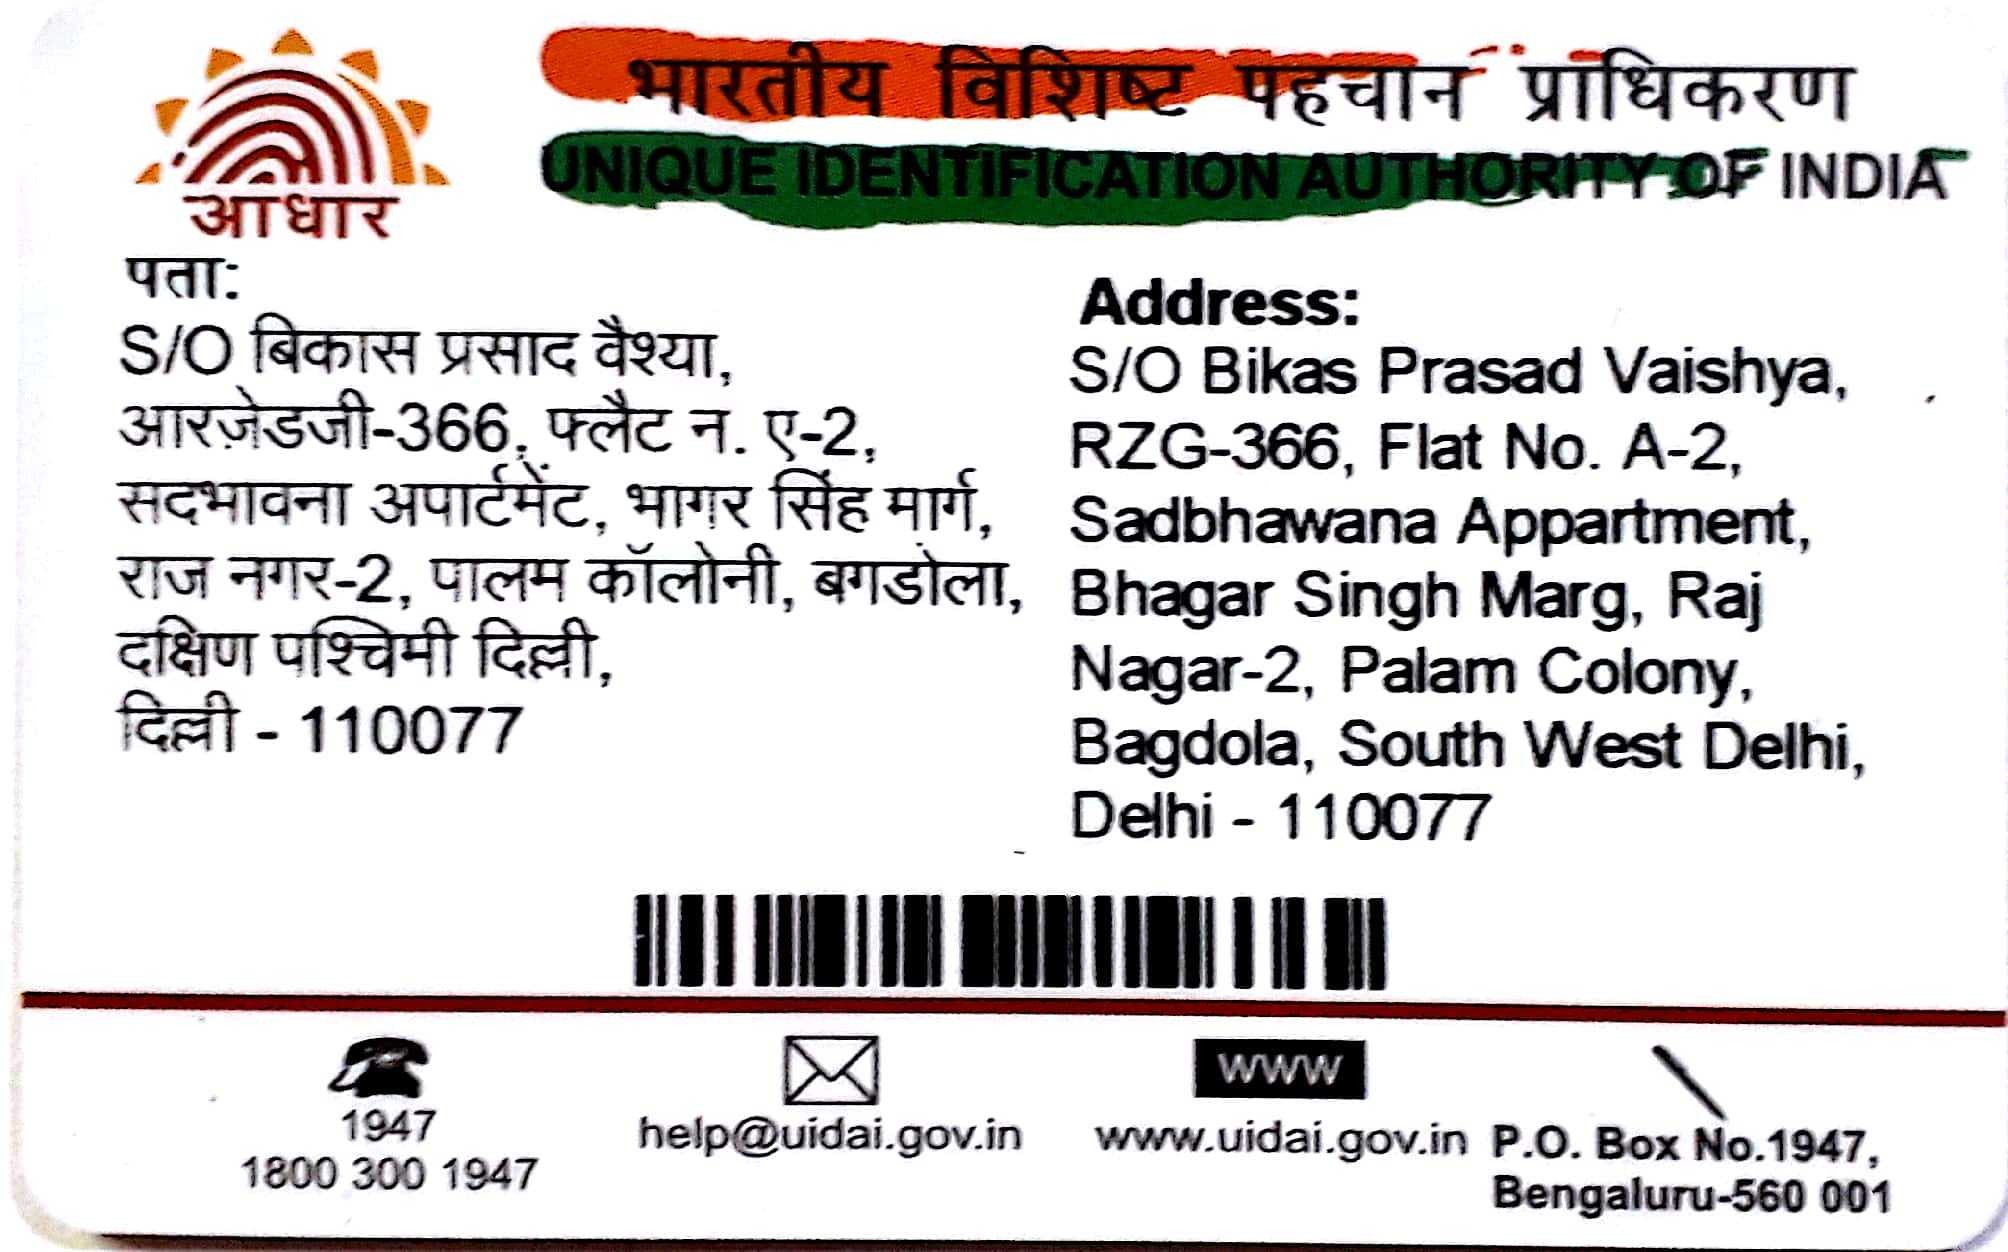 भारतीय विशिष्ट पहचान प्राधिकरण
UNIQUE IDENTIFICATION AUTHORITY OF INDIA
आधार
पता:
S/O बिकास प्रसाद वैश्या,
आरज़ेडजी-366, फ्लैट न. ए-2,
सदभावना अपार्टमेंट, भागर सिंह मार्ग,
राज नगर-2, पालम कॉलोनी, बगडोला,
दक्षिण पश्चिमी दिल्ली,
दिल्ली - 110077
Address:
S/O Bikas Prasad Vaishya,
RZG-366, Flat No. A-2,
Sadbhawana Appartment,
Bhagar Singh Marg, Raj
Nagar-2, Palam Colony,
Bagdola, South West Delhi,
Delhi - 110077
1947
1800 300 1947
help@uidai.gov.in
www
www.uidai.gov.in
P.O. Box No.1947,
Bengaluru-560 001